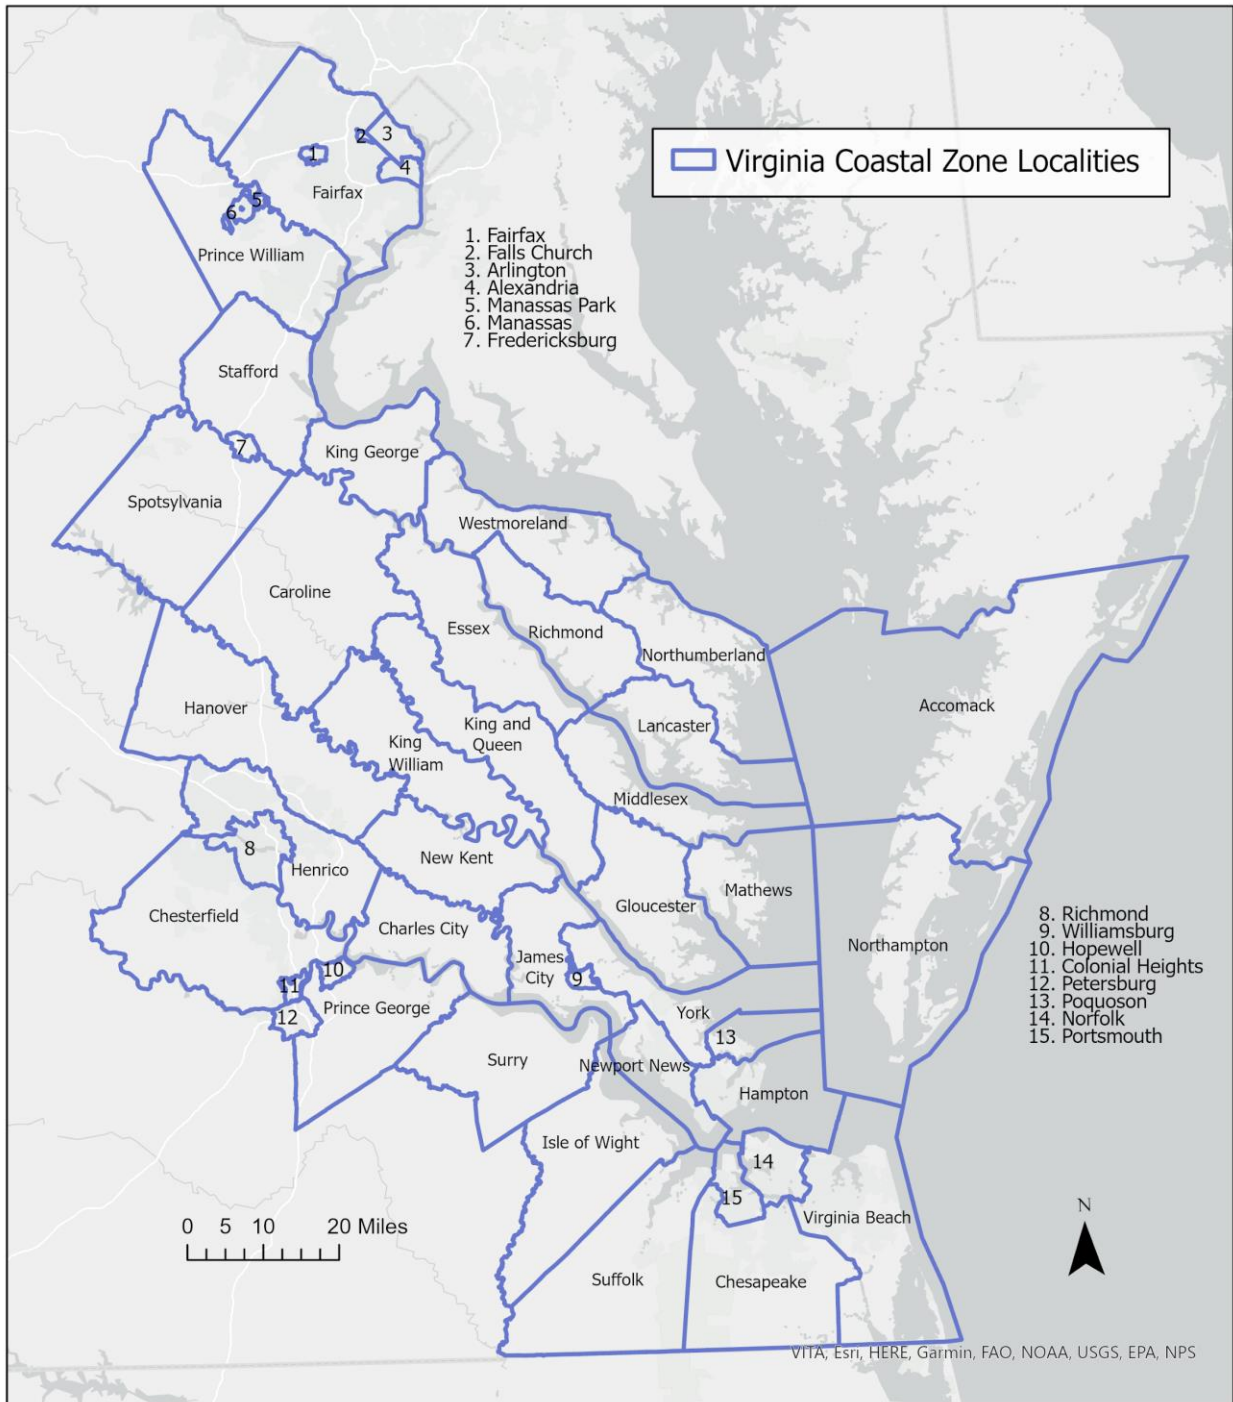 Virginia Coastal Zone Localities
2
3
1
4
Fairfax
5
6
Prince William
1. Fairfax
2. Falls Church
3. Arlington
4. Alexandria
5. Manassas Park
6. Manassas
7. Fredericksburg
Stafford
7
King George
Spotsylvania
Westmoreland
Caroline
Essex
Richmond
Northumberland
Hanover
Accomack
King and
Queen
Lancaster
King
William
Middlesex
8
Henrico
New Kent
Mathews
Gloucester
Chesterfield
Charles City
Northampton
8. Richmond
9. Williamsburg
10. Hopewell
11. Colonial Heights
12. Petersburg
13. Poquoson
14. Norfolk
15. Portsmouth
James
City
9
10
11
12
Prince George
York
13
Surry
Newport News
Hampton
Isle of Wight
14
15
Virginia Beach
N
0 5 10 20 Miles
Suffolk
Chesapeake
VITA, Esri, HERE, Garmin, FAO, NOAA, USGS, EPA, NPS